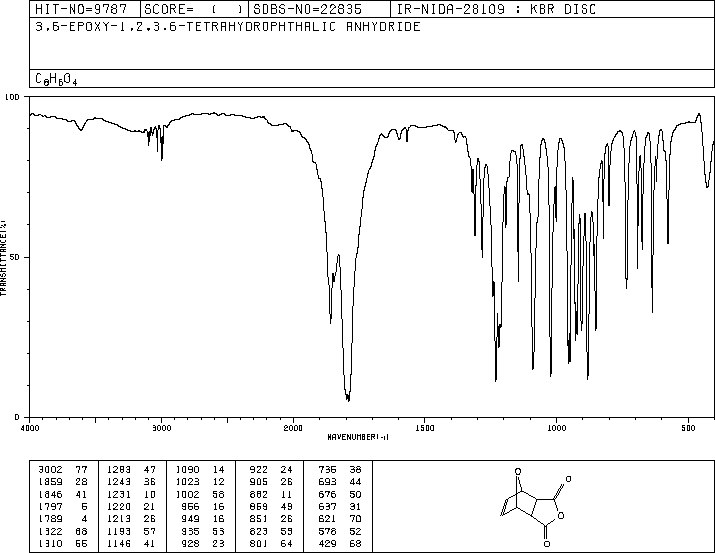 HIT-NO=9787 SCORE= ( ) SDBS-NO=22835 IR-NIDA-28109 : KBR DISC
3,6-EPOXY-1,2,3,6-TETRAHYDROPHTHALIC ANHYDRIDE
C8H6O4
100
50
0
TRANSMITTANCE(%)
4000 3000 2000 1500 1000 500
WAVENUMBER(-1)
3002 77 1283 47 1090 14 922 24 735 38
1859 28 1243 36 1023 12 905 26 693 44
1846 41 1231 10 1002 58 882 11 676 50
1797 5 1220 21 956 16 859 49 637 31
1789 4 1213 26 949 16 851 26 621 70
1322 68 1193 57 935 53 823 59 578 52
1310 55 1146 41 928 23 801 64 429 68
O
O
O
O